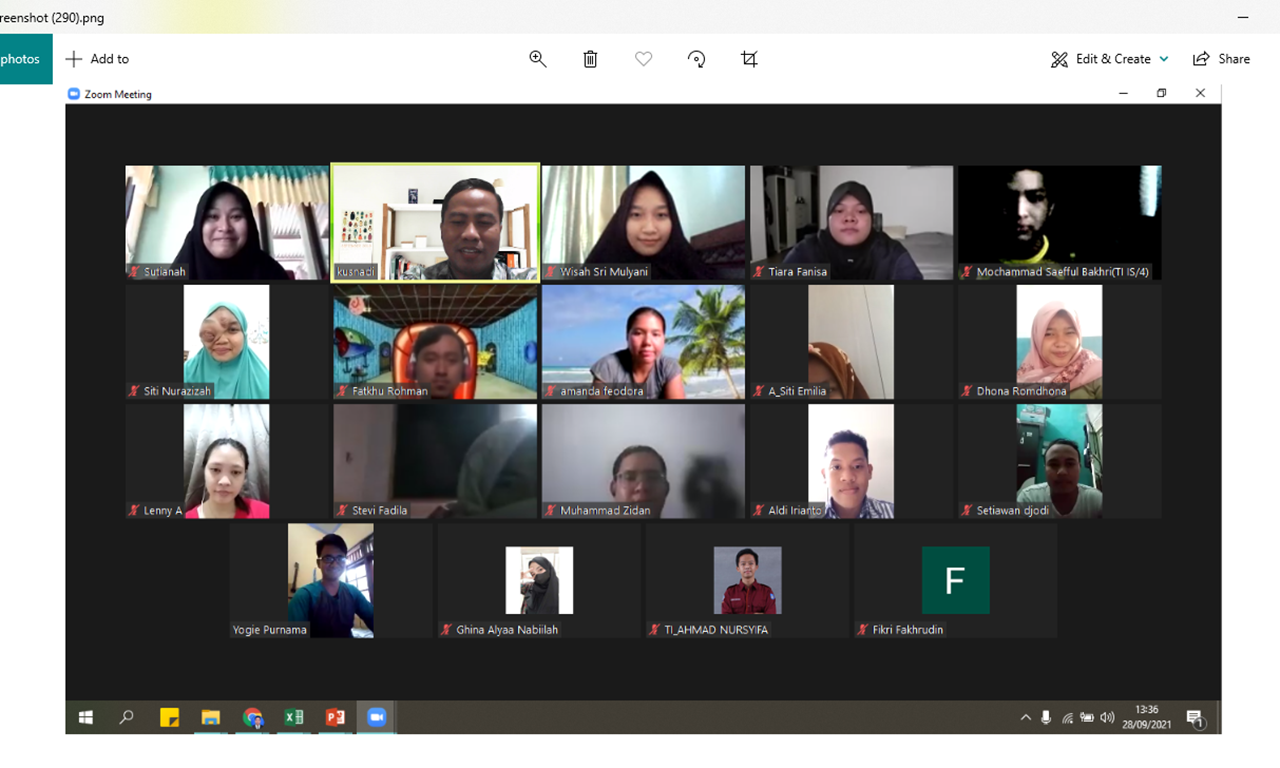 reenshot (290).png
photos
Add to
Edit & Create
Share
Zoom Meeting
Sutianah
kusnadi
Wisah Sri Mulyani
Tiara Fanisa
Mochammad Saefful Bakhri(TI IS/4)
Siti Nurazizah
Fatkhu Rohman
amanda feodora
A_Siti Emilia
Dhona Romdhona
Lenny A
Stevi Fadila
Muhammad Zidan
Aldi Irianto
Setiawan djodi
Yogie Purnama
Ghina Alyaa Nabiilah
TI_AHMAD NURSYIFA
F
Fikri Fakhrudin
13:36
28/09/2021
1